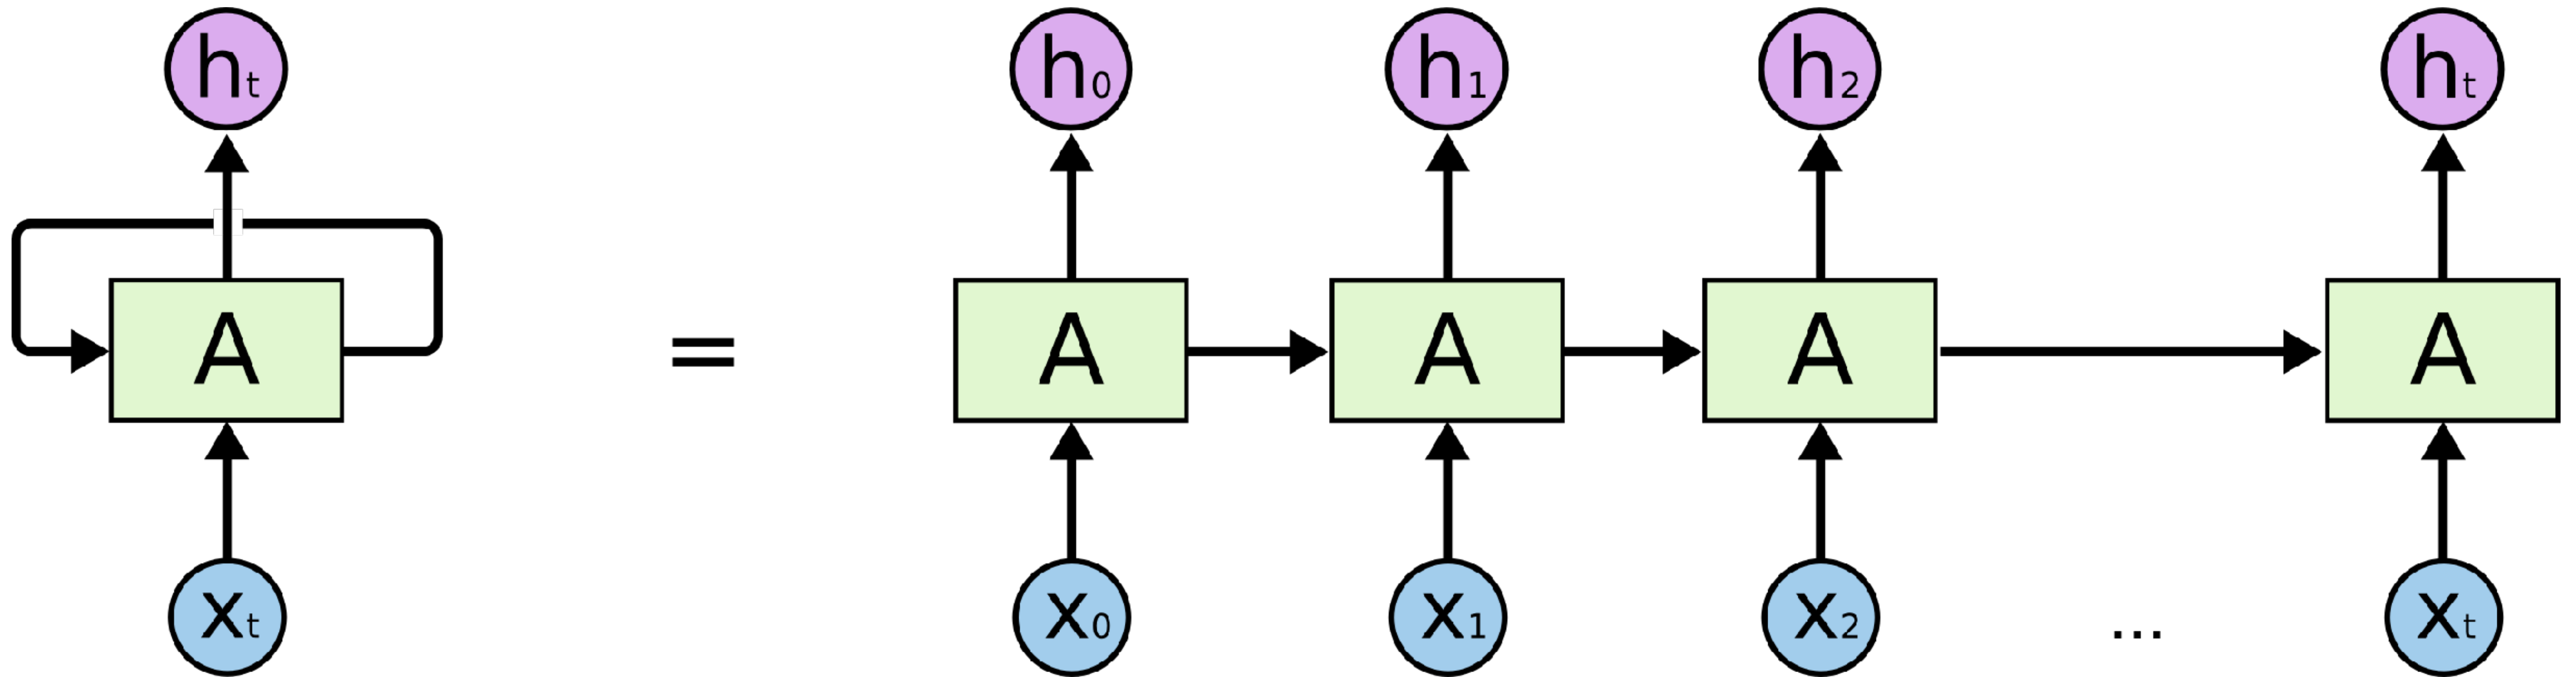 hₜ h₀ h₁ h₂ hₜ
A = A A A A
xₜ x₀ x₁ x₂ ... xₜ